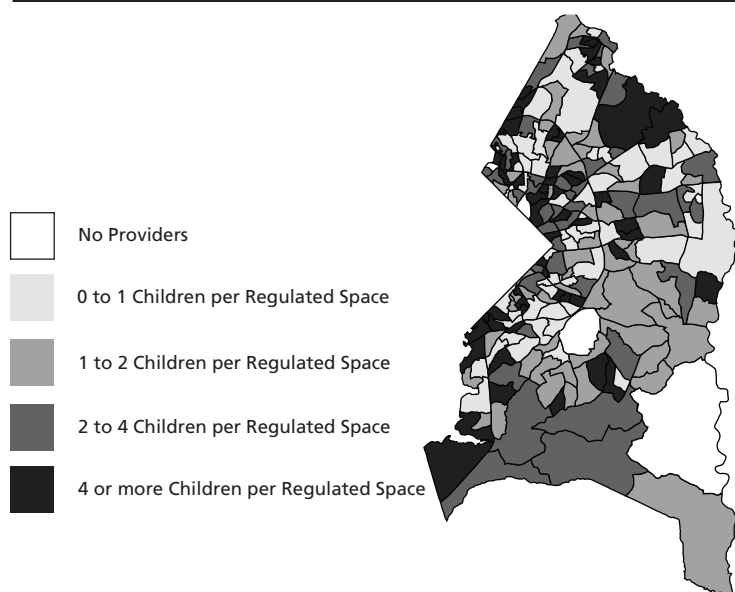 No Providers
0 to 1 Children per Regulated Space
1 to 2 Children per Regulated Space
2 to 4 Children per Regulated Space
4 or more Children per Regulated Space